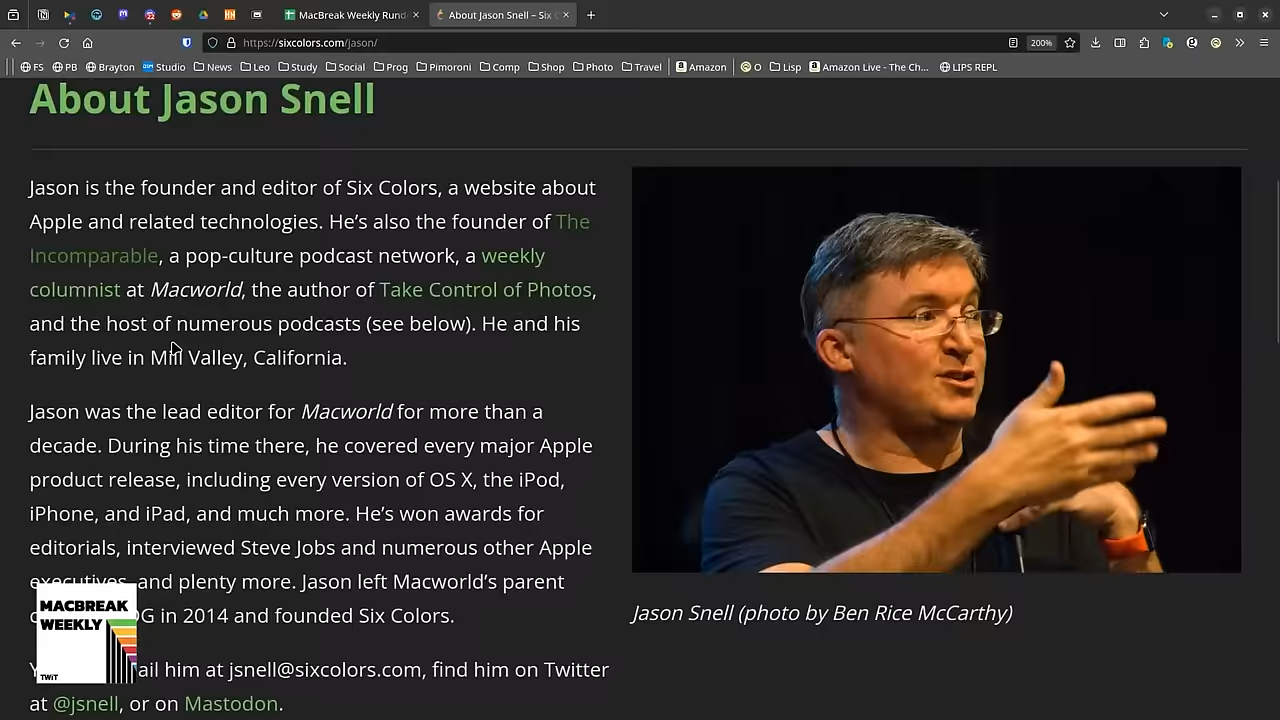 MacBreak Weekly Rund
About Jason Snell – Six C
https://sixcolors.com/jason/
200%
FS PB Brayton Studio News Leo Study Social Prog Pimoroni Comp Shop Photo Travel Amazon O Lisp Amazon Live - The Ch... LIPS REPL
About Jason Snell
Jason is the founder and editor of Six Colors, a website about
Apple and related technologies. He’s also the founder of The
Incomparable, a pop-culture podcast network, a weekly
columnist at Macworld, the author of Take Control of Photos,
and the host of numerous podcasts (see below). He and his
family live in Mill Valley, California.
Jason was the lead editor for Macworld for more than a
decade. During his time there, he covered every major Apple
product release, including every version of OS X, the iPod,
iPhone, and iPad, and much more. He’s won awards for
editorials, interviewed Steve Jobs and numerous other Apple
executives, and plenty more. Jason left Macworld’s parent
in 2014 and founded Six Colors.
him at jsnell@sixcolors.com, find him on Twitter
at @jsnell, or on Mastodon.
Jason Snell (photo by Ben Rice McCarthy)
MACBREAK
WEEKLY
TWiT